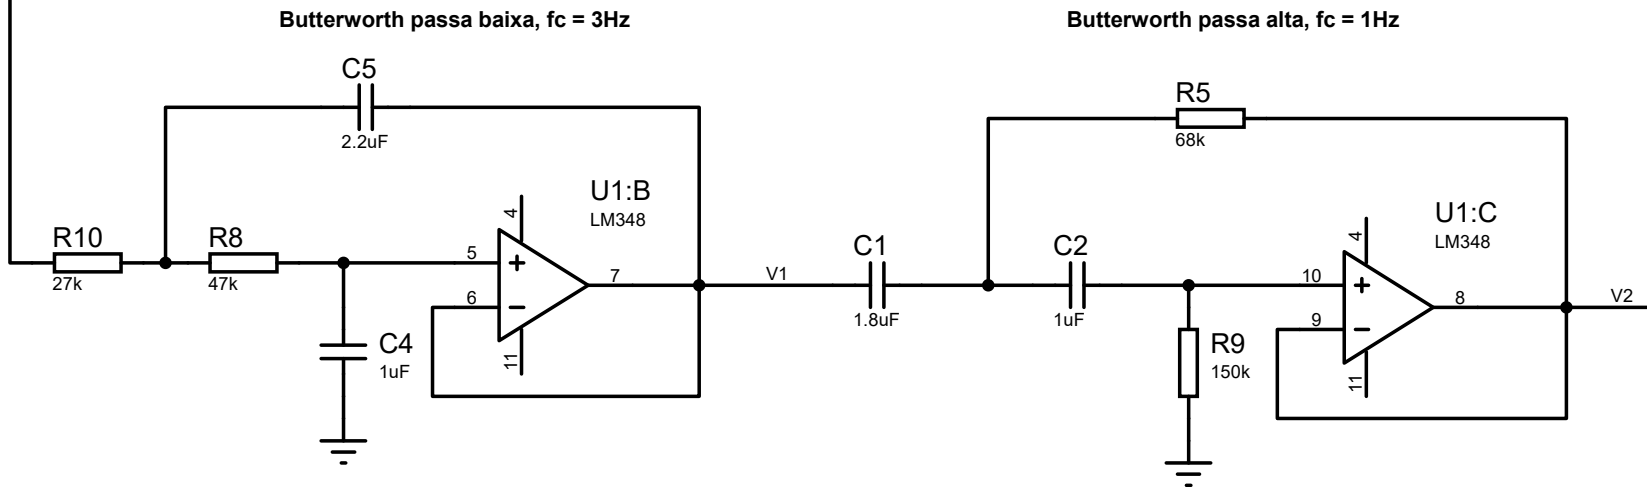 Butterworth passa baixa, fc = 3Hz
Butterworth passa alta, fc = 1Hz
C5
2.2uF
R5
68k
U1:B
LM348
U1:C
LM348
R10
27k
R8
47k
4
5
6
7
11
V1
C1
1.8uF
C2
1uF
4
10
9
8
11
V2
C4
1uF
R9
150k